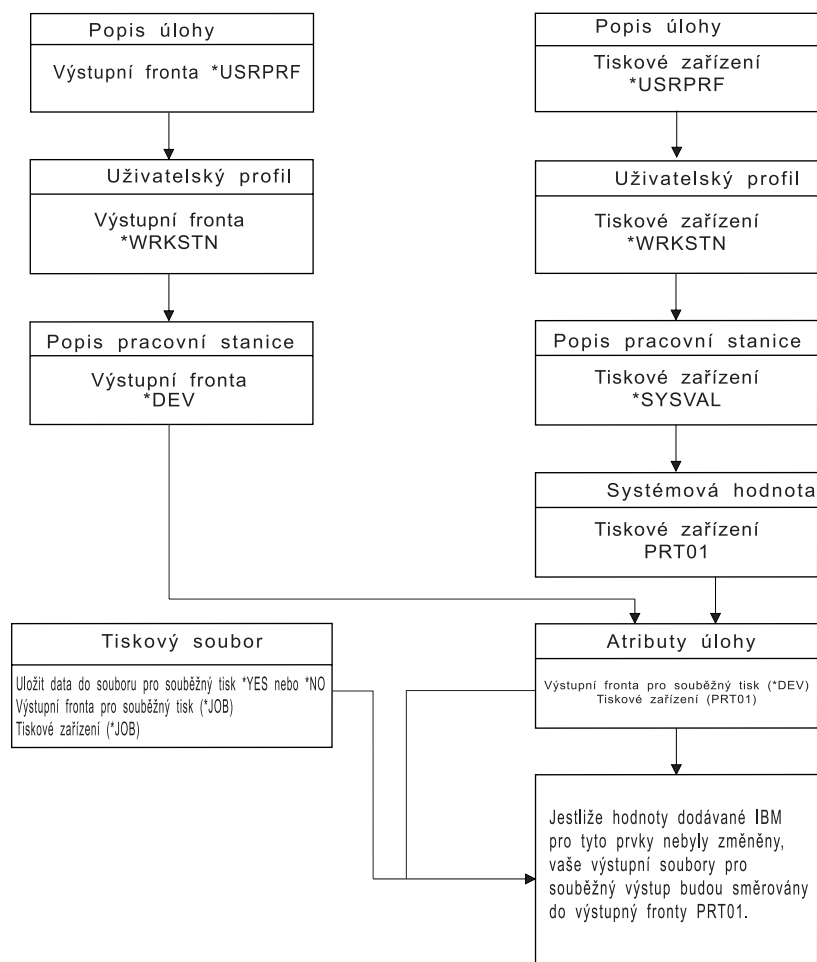 Popis úlohy
Výstupní fronta *USRPRF
Uživatelský profil
Výstupní fronta
*WRKSTN
Popis pracovní stanice
Výstupní fronta
*DEV
Popis úlohy
Tiskové zařízení
*USRPRF
Uživatelský profil
Tiskové zařízení
*WRKSTN
Popis pracovní stanice
Tiskové zařízení
*SYSVAL
Systémová hodnota
Tiskové zařízení
PRT01
Tiskový soubor
Uložit data do souboru pro souběžný tisk *YES nebo *NO
Výstupní fronta pro souběžný tisk (*JOB)
Tiskové zařízení (*JOB)
Atributy úlohy
Výstupní fronta pro souběžný tisk (*DEV)
Tiskové zařízení (PRT01)
Jestliže hodnoty dodávané IBM
pro tyto prvky nebyly změněny,
vaše výstupní soubory pro
souběžný výstup budou směrovány
do výstupný fronty PRT01.